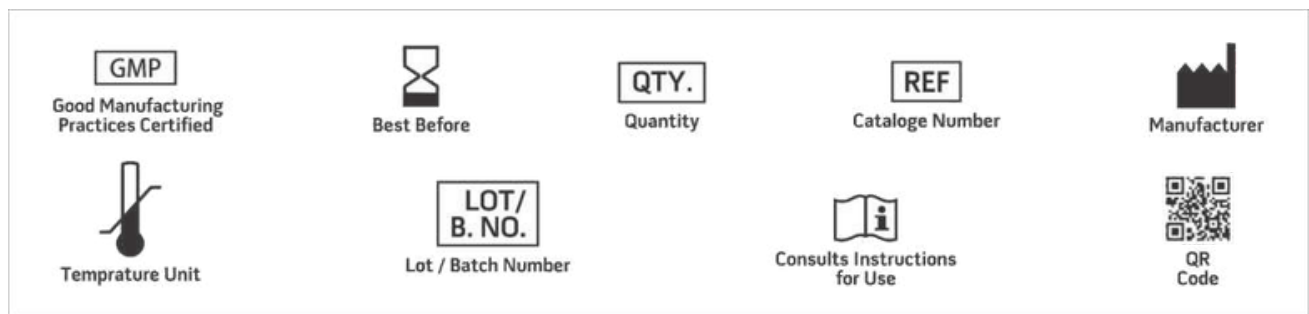 GMP
Good Manufacturing
Practices Certified
Best Before
QTY.
Quantity
REF
Cataloge Number
Manufacturer
Temprature Unit
LOT/
B. NO.
Lot / Batch Number
i
Consults Instructions
for Use
QR
Code